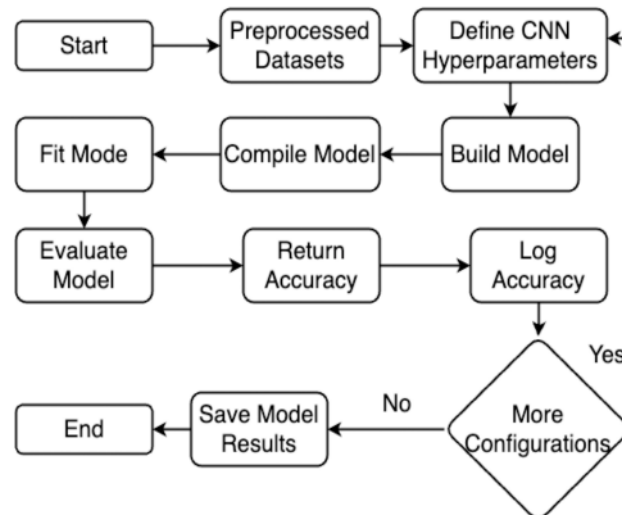 Start
Preprocessed
Datasets
Define CNN
Hyperparameters
Fit Mode
Compile Model
Build Model
Evaluate
Model
Return
Accuracy
Log
Accuracy
Yes
End
Save Model
Results
No
More
Configurations